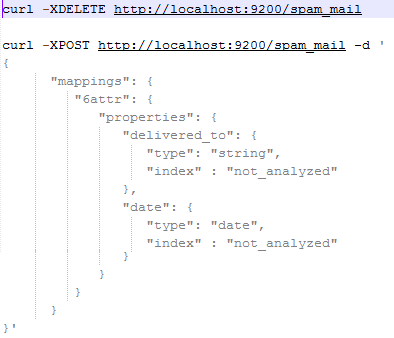 curl -XDELETE http://localhost:9200/spam_mail
curl -XPOST http://localhost:9200/spam_mail -d '
{
"mappings": {
"6attr": {
"properties": {
"delivered_to": {
"type": "string",
"index" : "not_analyzed"
},
"date": {
"type": "date",
"index" : "not_analyzed"
}
}
}
}
}'